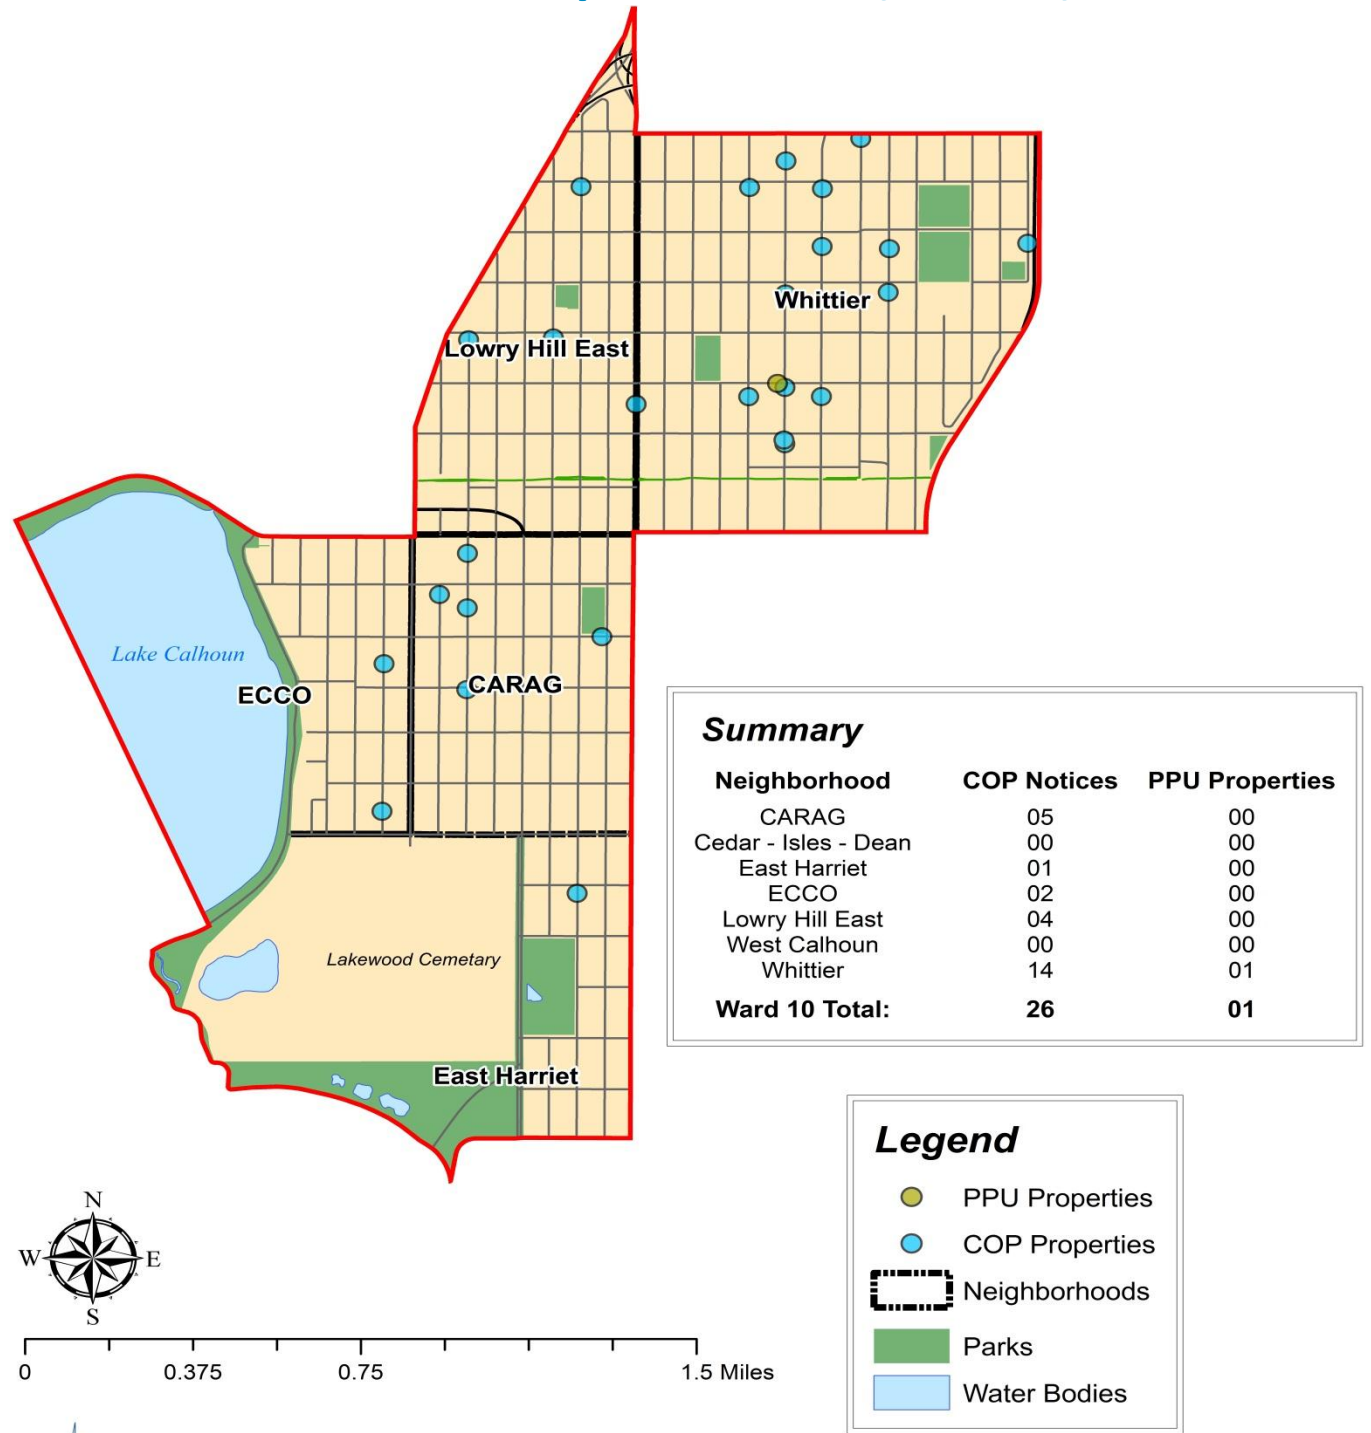 Whittier
Lowry Hill East
Lake Calhoun
ECCO
CARAG
Summary
Neighborhood COP Notices PPU Properties
CARAG 05 00
Cedar - Isles - Dean 00 00
East Harriet 01 00
ECCO 02 00
Lowry Hill East 04 00
West Calhoun 00 00
Whittier 14 01
Ward 10 Total: 26 01
Lakewood Cemetary
East Harriet
Legend
PPU Properties
COP Properties
Neighborhoods
Parks
Water Bodies
N
W E
S
0 0.375 0.75 1.5 Miles